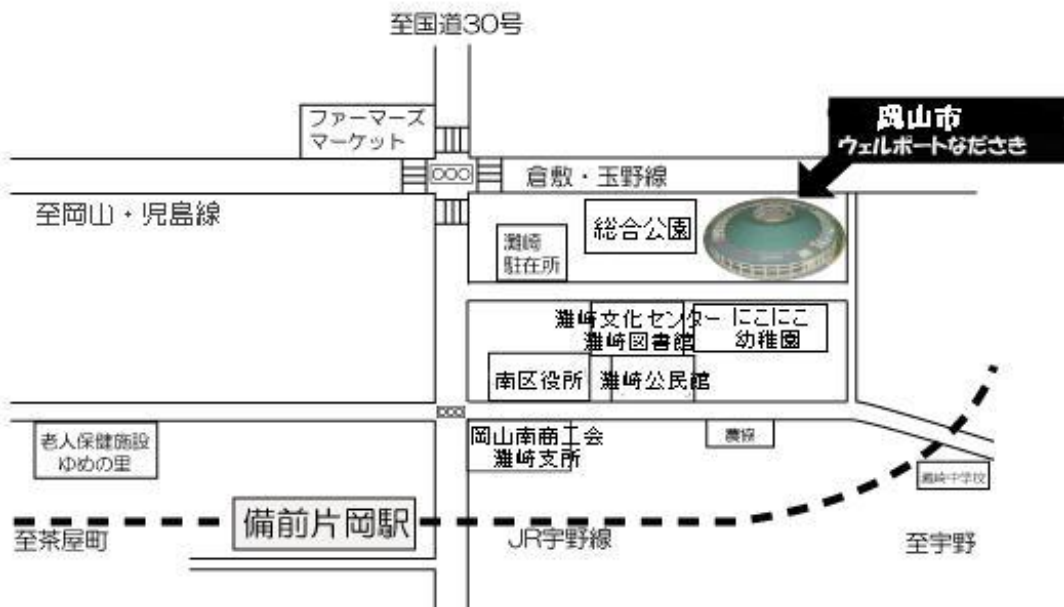 至国道30号
ファーマーズ
マーケット
岡山市
ウェルポートなださき
倉敷・玉野線
至岡山・児島線
総合公園
灘崎
駐在所
灘崎文化センター
灘崎図書館
にこにこ
幼稚園
南区役所
灘崎公民館
老人保健施設
ゆめの里
岡山南商工会
灘崎支所
農協
灘崎中学校
備前片岡駅
至茶屋町
JR宇野線
至宇野